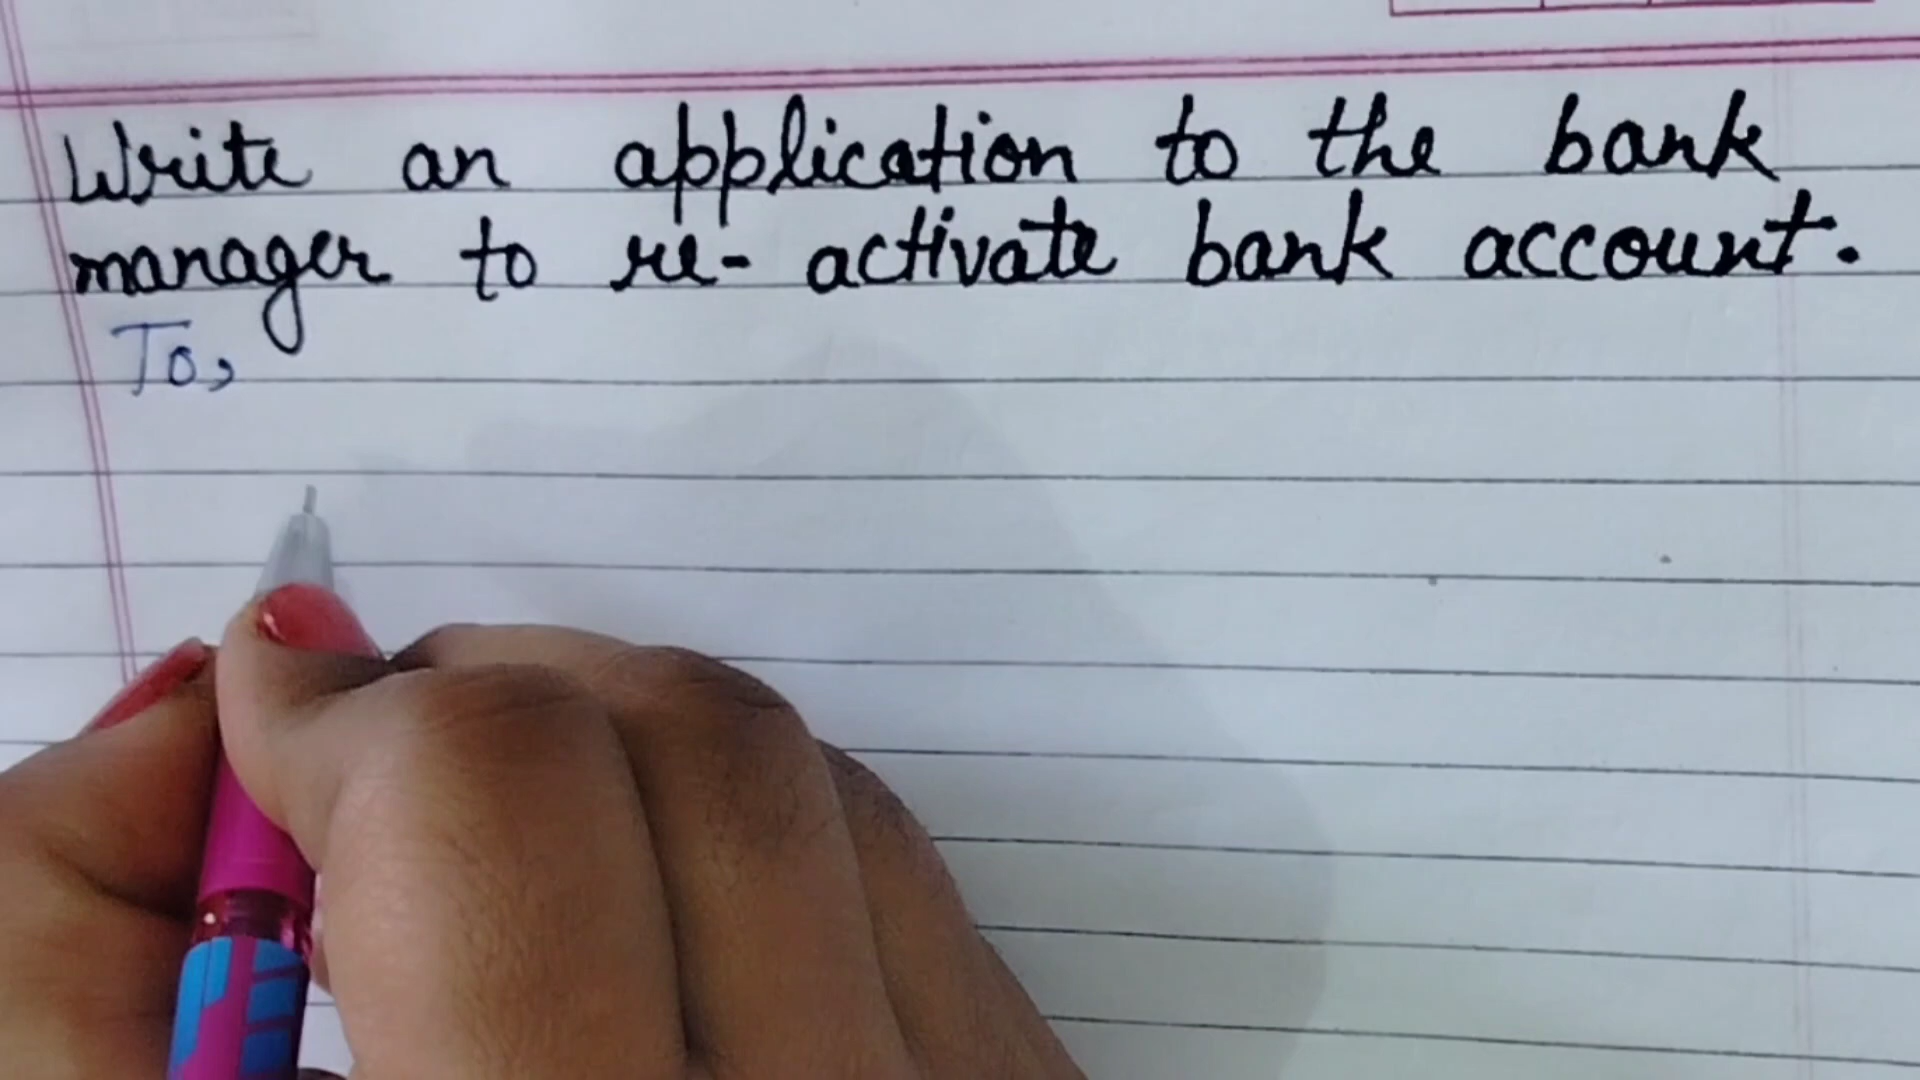 Write an application to the bank
manager to re-activate bank account.
To,